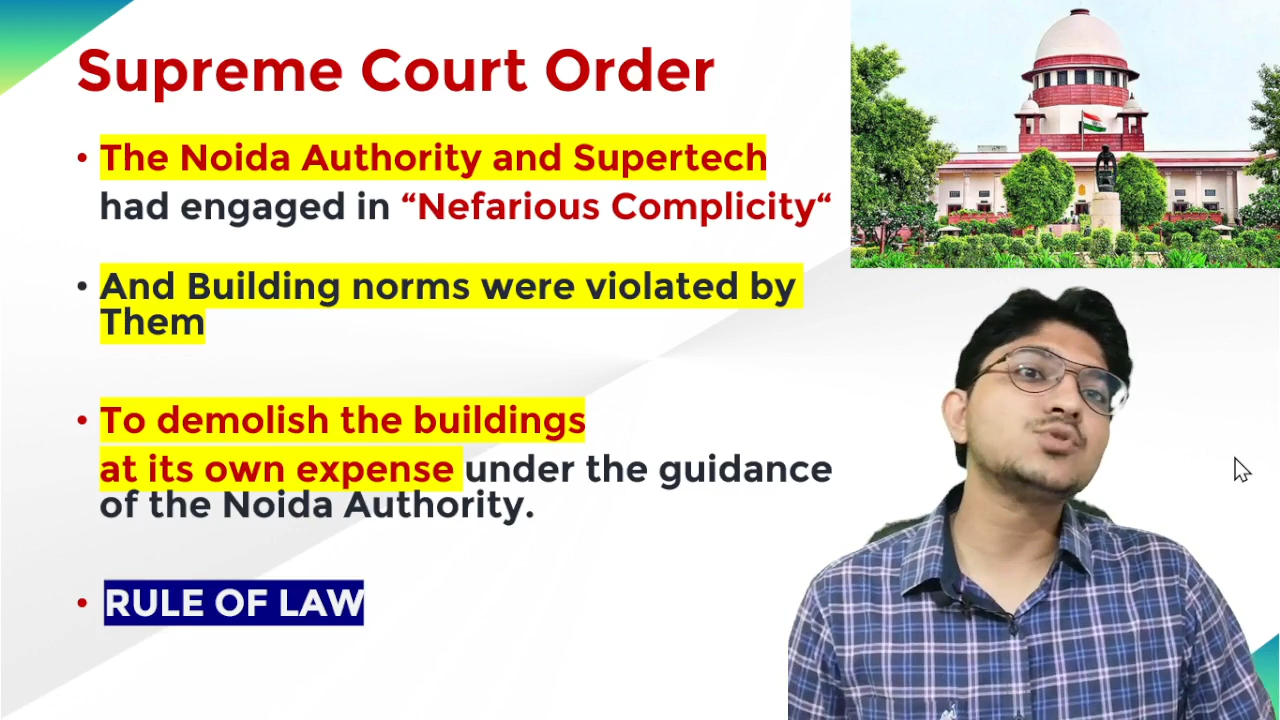 Supreme Court Order
• The Noida Authority and Supertech
had engaged in “Nefarious Complicity“
• And Building norms were violated by
Them
• To demolish the buildings
at its own expense under the guidance
of the Noida Authority.
• RULE OF LAW